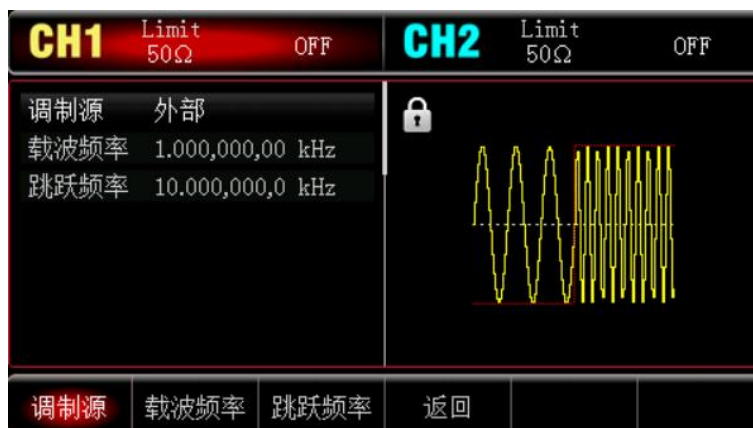 CH1 Limit 50Ω OFF
CH2 Limit 50Ω OFF
调制源 外部
载波频率 1.000,000,00 kHz
跳跃频率 10.000,000,0 kHz
调制源 载波频率 跳跃频率 返回